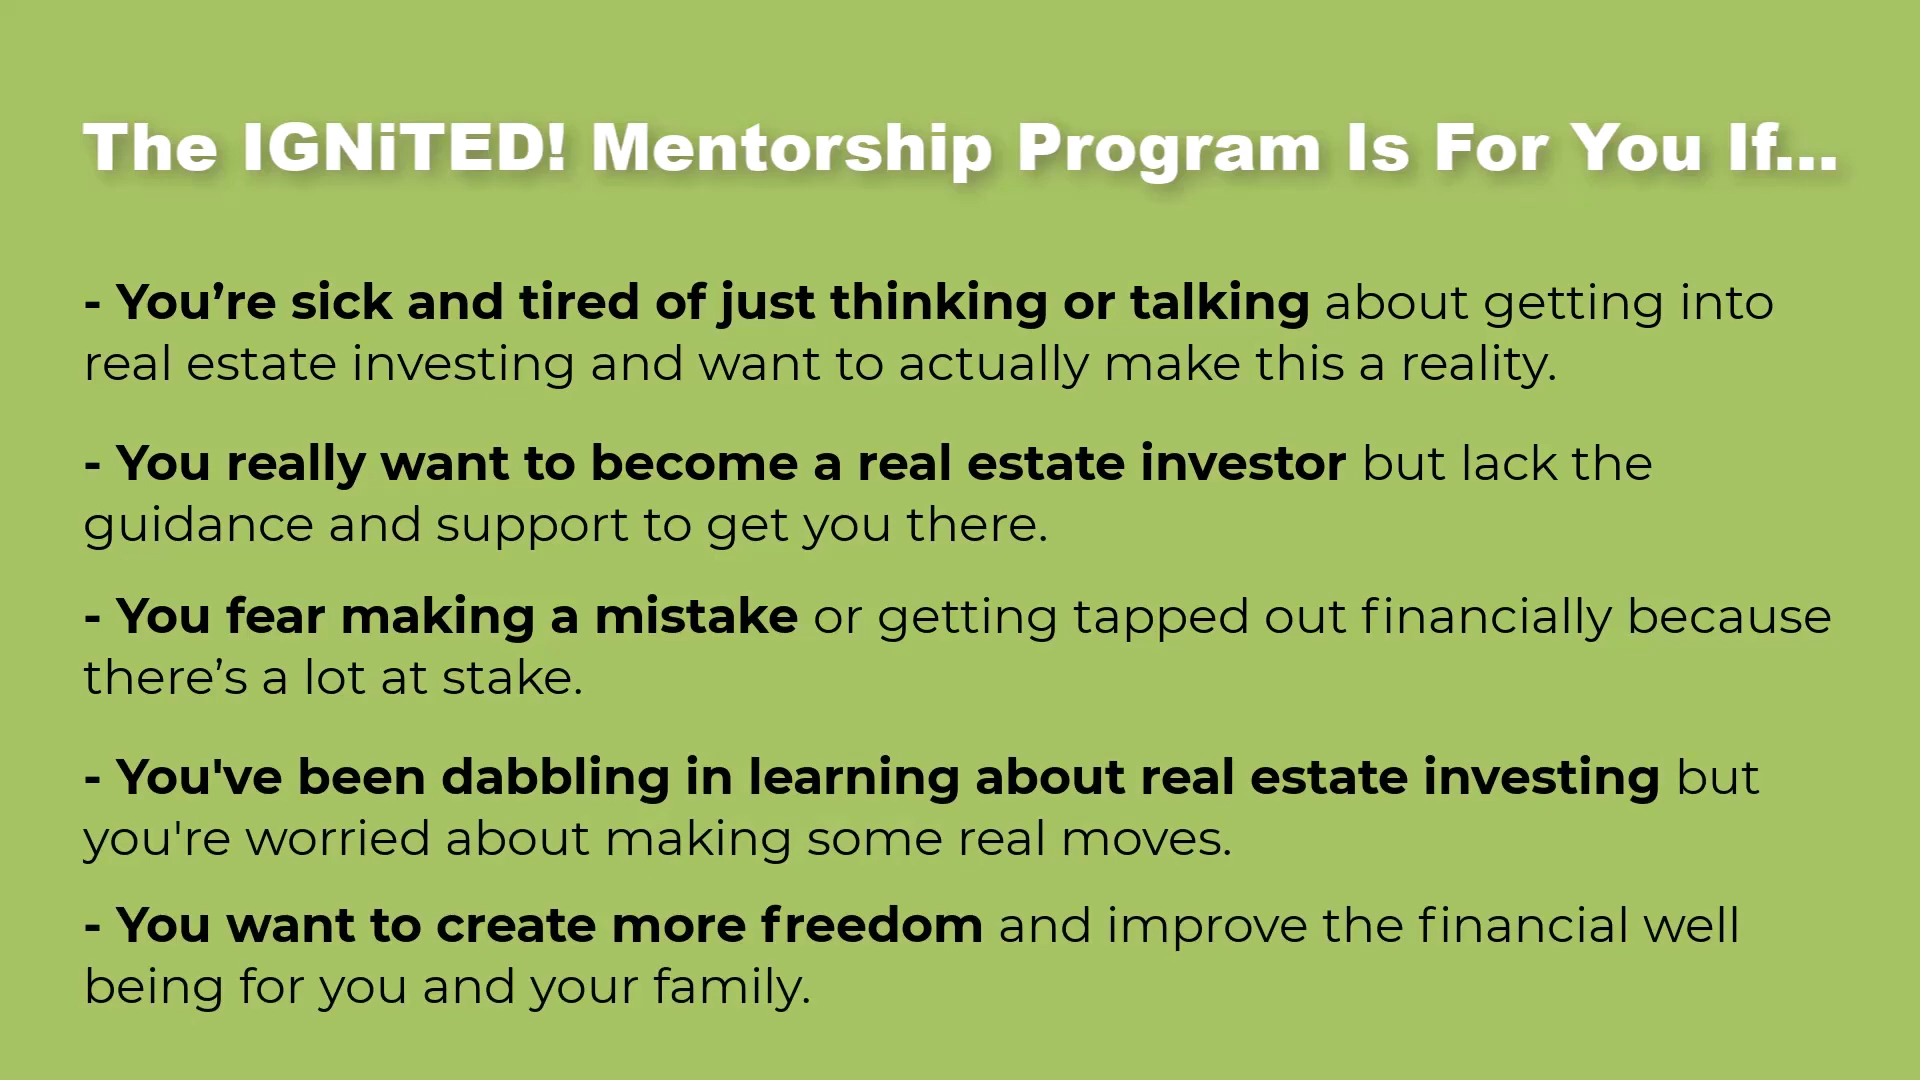 The IGNiTED! Mentorship Program Is For You If...
- You’re sick and tired of just thinking or talking about getting into
real estate investing and want to actually make this a reality.
- You really want to become a real estate investor but lack the
guidance and support to get you there.
- You fear making a mistake or getting tapped out financially because
there’s a lot at stake.
- You've been dabbling in learning about real estate investing but
you're worried about making some real moves.
- You want to create more freedom and improve the financial well
being for you and your family.